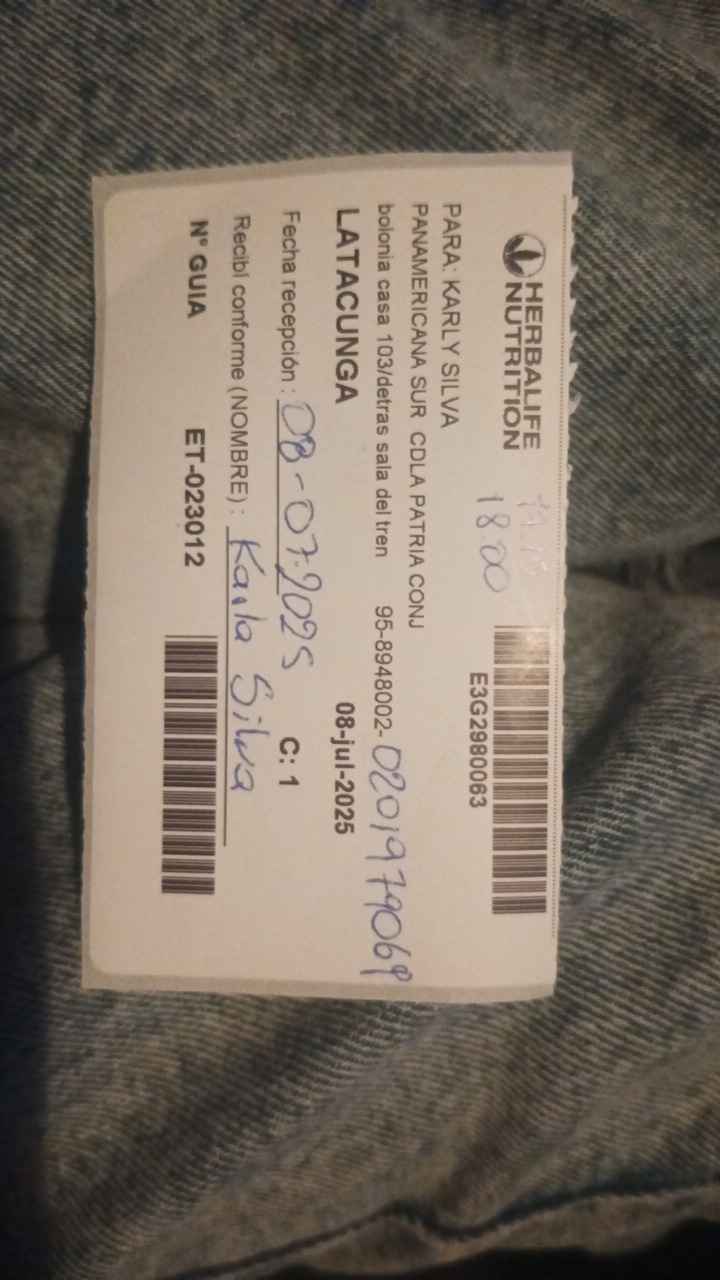 HERBALIFE
NUTRITION
18:00
E3G2980063
PARA: KARLY SILVA
PANAMERICANA SUR CDLA PATRIA CONJ
bolonia casa 103/detras sala del tren 95-8948002- 0201979069
LATACUNGA 08-jul-2025
Fecha recepción : 08-07-2025 C: 1
Recibí conforme (NOMBRE) : Karla Silva
N° GUIA ET-023012